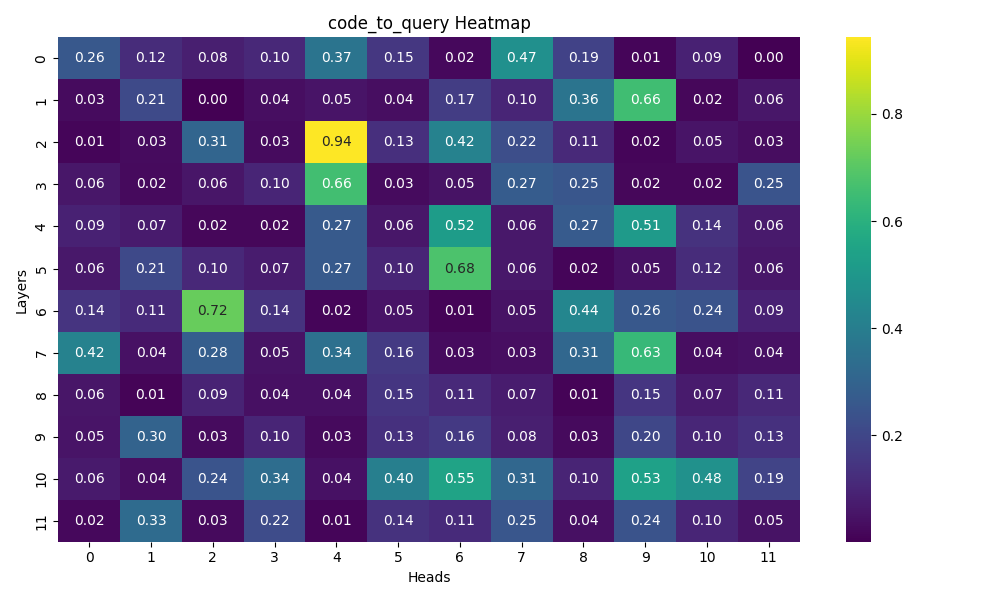 code_to_query Heatmap
0 0.26 0.12 0.08 0.10 0.37 0.15 0.02 0.47 0.19 0.01 0.09 0.00
1 0.03 0.21 0.00 0.04 0.05 0.04 0.17 0.10 0.36 0.66 0.02 0.06
2 0.01 0.03 0.31 0.03 0.94 0.13 0.42 0.22 0.11 0.02 0.05 0.03
3 0.06 0.02 0.06 0.10 0.66 0.03 0.05 0.27 0.25 0.02 0.02 0.25
4 0.09 0.07 0.02 0.02 0.27 0.06 0.52 0.06 0.27 0.51 0.14 0.06
5 0.06 0.21 0.10 0.07 0.27 0.10 0.68 0.06 0.02 0.05 0.12 0.06
6 0.14 0.11 0.72 0.14 0.02 0.05 0.01 0.05 0.44 0.26 0.24 0.09
7 0.42 0.04 0.28 0.05 0.34 0.16 0.03 0.03 0.31 0.63 0.04 0.04
8 0.06 0.01 0.09 0.04 0.04 0.15 0.11 0.07 0.01 0.15 0.07 0.11
9 0.05 0.30 0.03 0.10 0.03 0.13 0.16 0.08 0.03 0.20 0.10 0.13
10 0.06 0.04 0.24 0.34 0.04 0.40 0.55 0.31 0.10 0.53 0.48 0.19
11 0.02 0.33 0.03 0.22 0.01 0.14 0.11 0.25 0.04 0.24 0.10 0.05
0 1 2 3 4 5 6 7 8 9 10 11
Heads
Layers
0.8
0.6
0.4
0.2